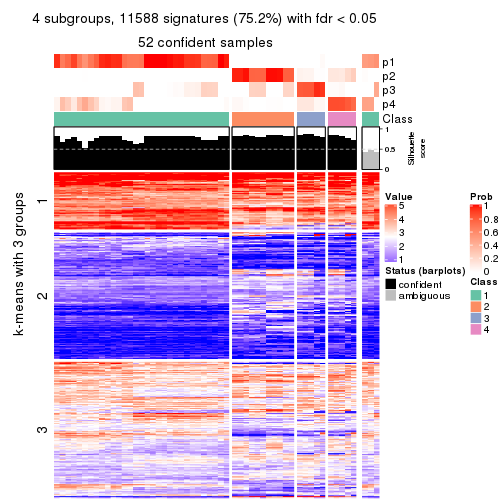 4 subgroups, 11588 signatures (75.2%) with fdr < 0.05
52 confident samples
p1
p2
p3
p4
Class
1
0.5
0
Silhouette
score
k-means with 3 groups
1
2
3
Value
5
4
3
2
1
Status (barplots)
confident
ambiguous
Prob
1
0.8
0.6
0.4
0.2
0
Class
1
2
3
4